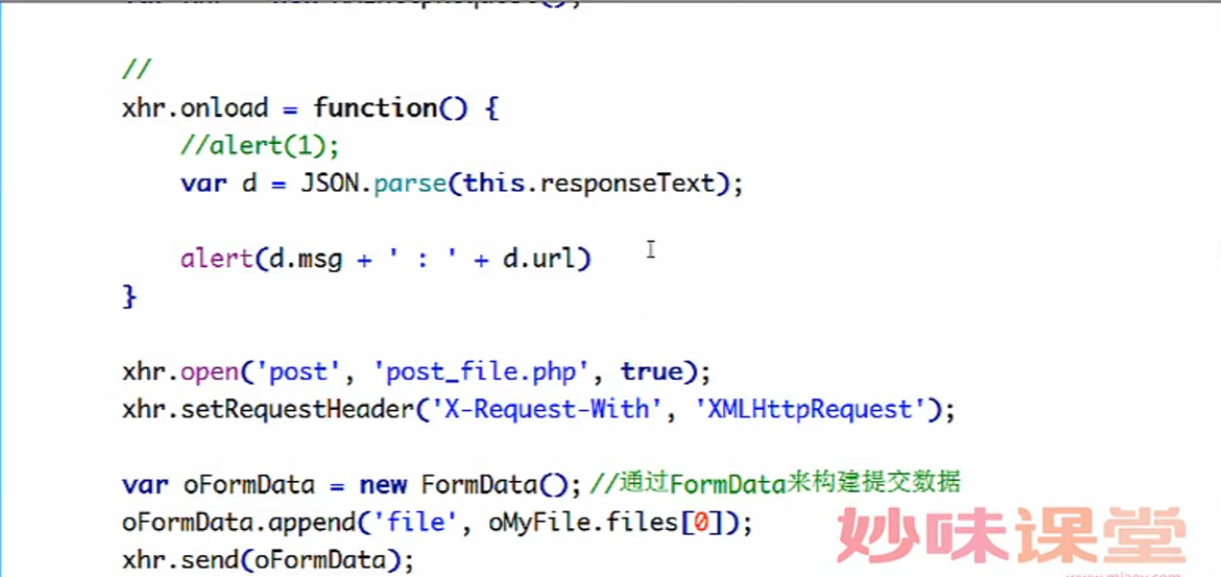 //
xhr.onload = function() {
//alert(1);
var d = JSON.parse(this.responseText);
alert(d.msg + ' : ' + d.url)
}
xhr.open('post', 'post_file.php', true);
xhr.setRequestHeader('X-Request-With', 'XMLHttpRequest');
var oFormData = new FormData(); //通过FormData来构建提交数据
oFormData.append('file', oMyFile.files[0]);
xhr.send(oFormData);
妙味课堂